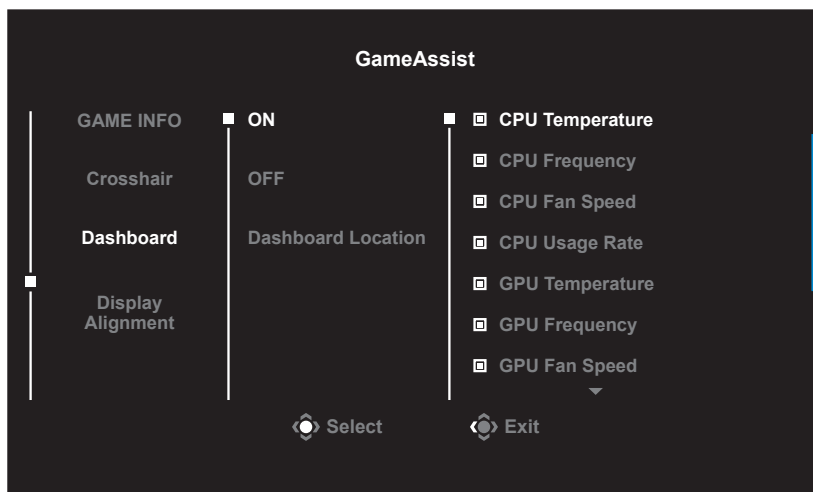 GameAssist
GAME INFO
Crosshair
Dashboard
Display
Alignment
ON
OFF
Dashboard Location
CPU Temperature
CPU Frequency
CPU Fan Speed
CPU Usage Rate
GPU Temperature
GPU Frequency
GPU Fan Speed
Select
Exit